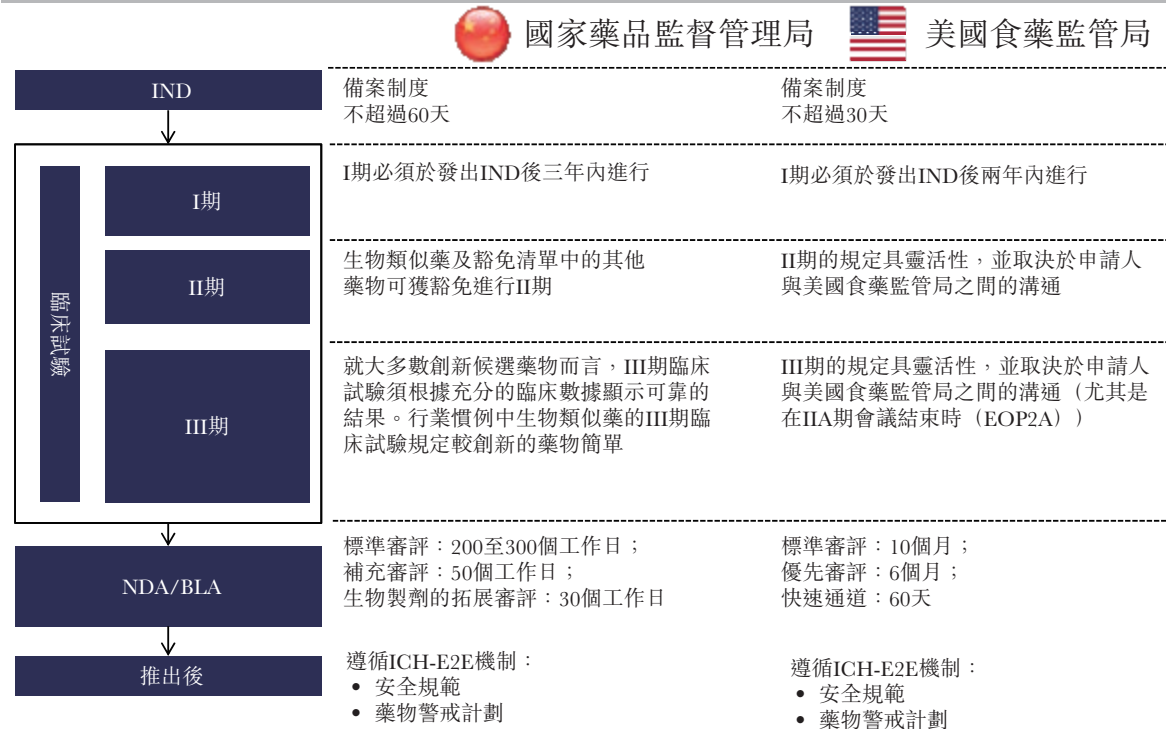 國家藥品監督管理局
美國食藥監管局
IND
備案制度
不超過60天
備案制度
不超過30天
臨床試驗
I期
I期必須於發出IND後三年內進行
I期必須於發出IND後兩年內進行
II期
生物類似藥及豁免清單中的其他
藥物可獲豁免進行II期
II期的規定具靈活性，並取決於申請人
與美國食藥監管局之間的溝通
III期
就大多數創新候選藥物而言，III期臨床
試驗須根據充分的臨床數據顯示可靠的
結果。行業慣例中生物類似藥的III期臨
床試驗規定較創新的藥物簡單
III期的規定具靈活性，並取決於申請人
與美國食藥監管局之間的溝通（尤其是
在IIA期會議結束時（EOP2A））
NDA/BLA
標準審評：200至300個工作日；
補充審評：50個工作日；
生物製劑的拓展審評：30個工作日
標準審評：10個月；
優先審評：6個月；
快速通道：60天
推出後
遵循ICH-E2E機制：
• 安全規範
• 藥物警戒計劃
遵循ICH-E2E機制：
• 安全規範
• 藥物警戒計劃